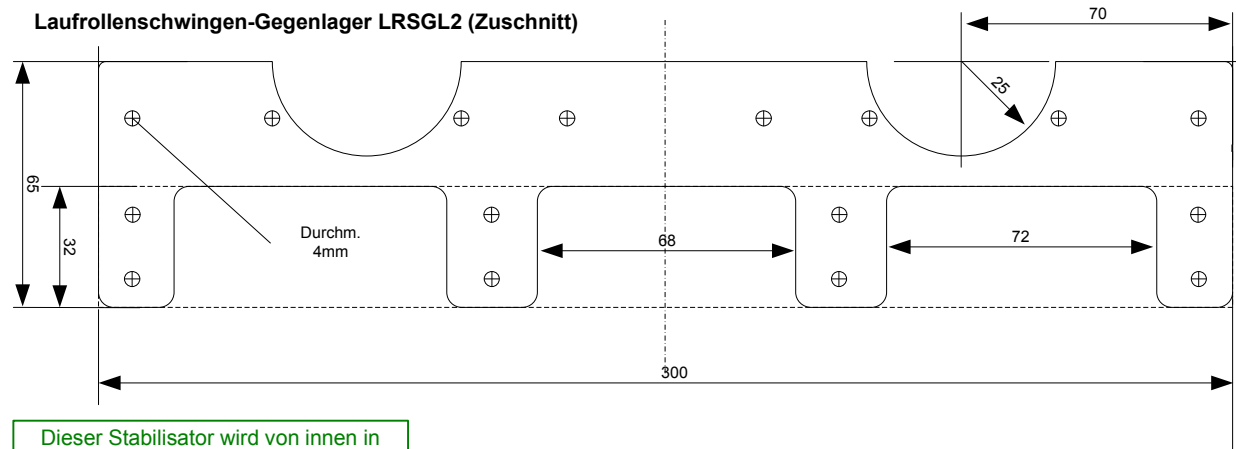 Laufrollenschwingen-Gegenlager LRSGL2 (Zuschnitt)
70
25
65
32
Durchm.
4mm
68
72
300
Dieser Stabilisator wird von innen in